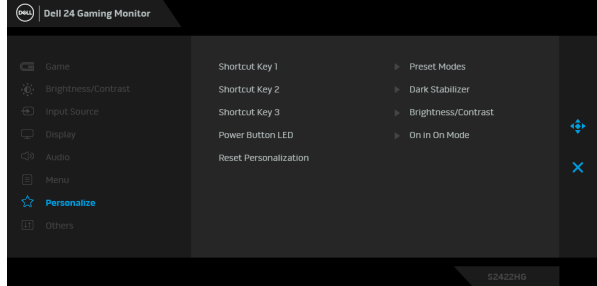 DELL Dell 24 Gaming Monitor
Game
Brightness/Contrast
Input Source
Display
Audio
Menu
Personalize
Others
Shortcut Key 1 Preset Modes
Shortcut Key 2 Dark Stabilizer
Shortcut Key 3 Brightness/Contrast
Power Button LED On in On Mode
Reset Personalization
S2422HG